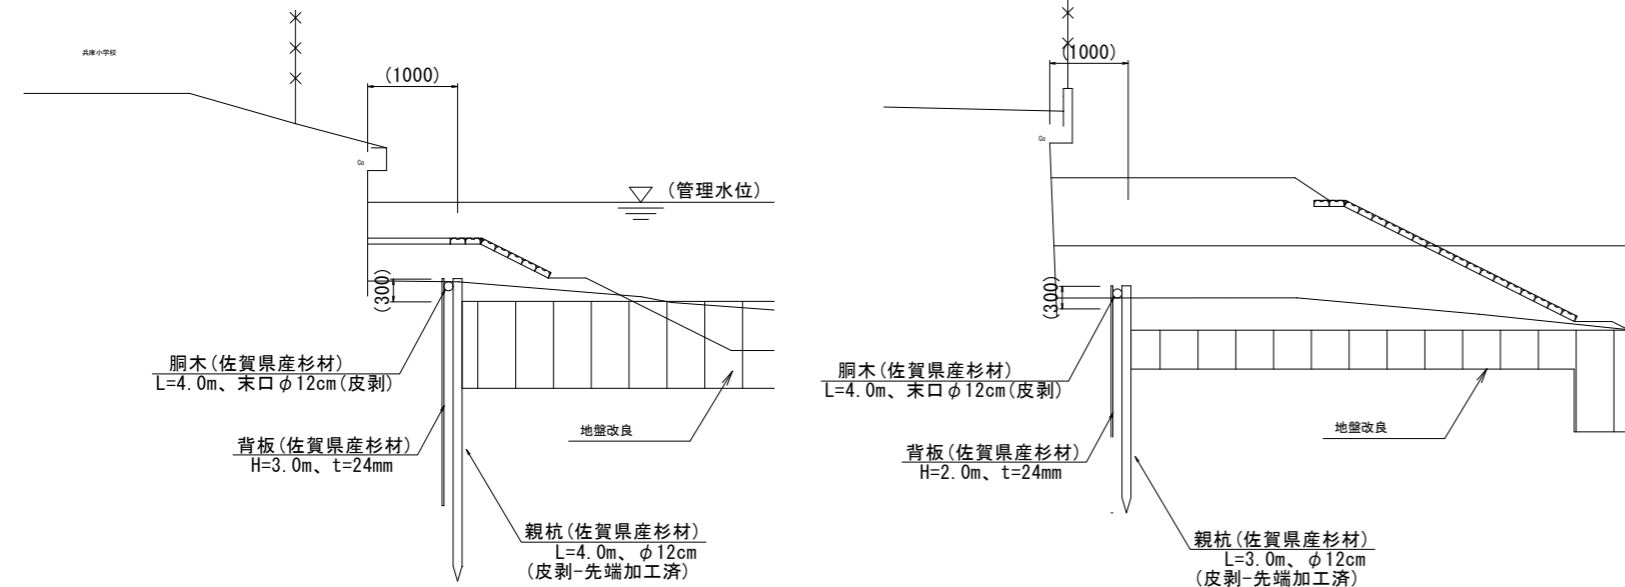 兵庫小学校
(1000)
Co
(管理水位)
(300)
胴木(佐賀県産杉材)
L=4.0m、末口φ12cm(皮剥)
地盤改良
背板(佐賀県産杉材)
H=3.0m、t=24mm
親杭(佐賀県産杉材)
L=4.0m、φ12cm
(皮剥-先端加工済)
(1000)
Co
(300)
胴木(佐賀県産杉材)
L=4.0m、末口φ12cm(皮剥)
地盤改良
背板(佐賀県産杉材)
H=2.0m、t=24mm
親杭(佐賀県産杉材)
L=3.0m、φ12cm
(皮剥-先端加工済)